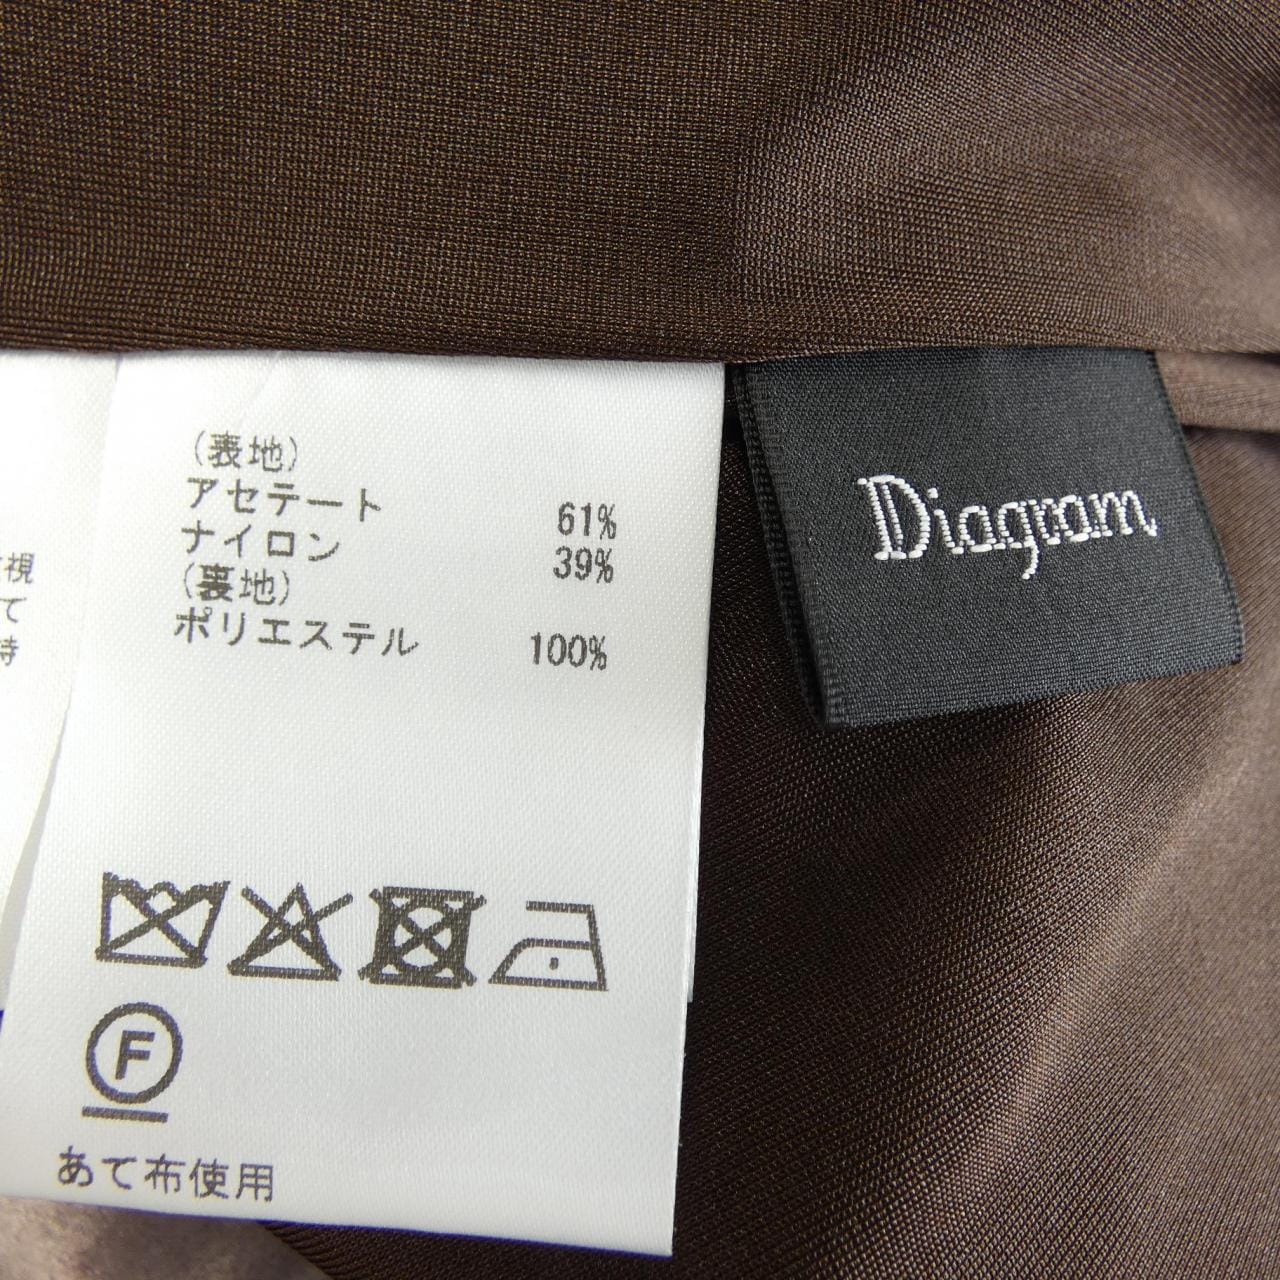 (表地)
アセテート 61%
ナイロン 39%
(裏地)
ポリエステル 100%
F
あて布使用
Diagram
視
て
時